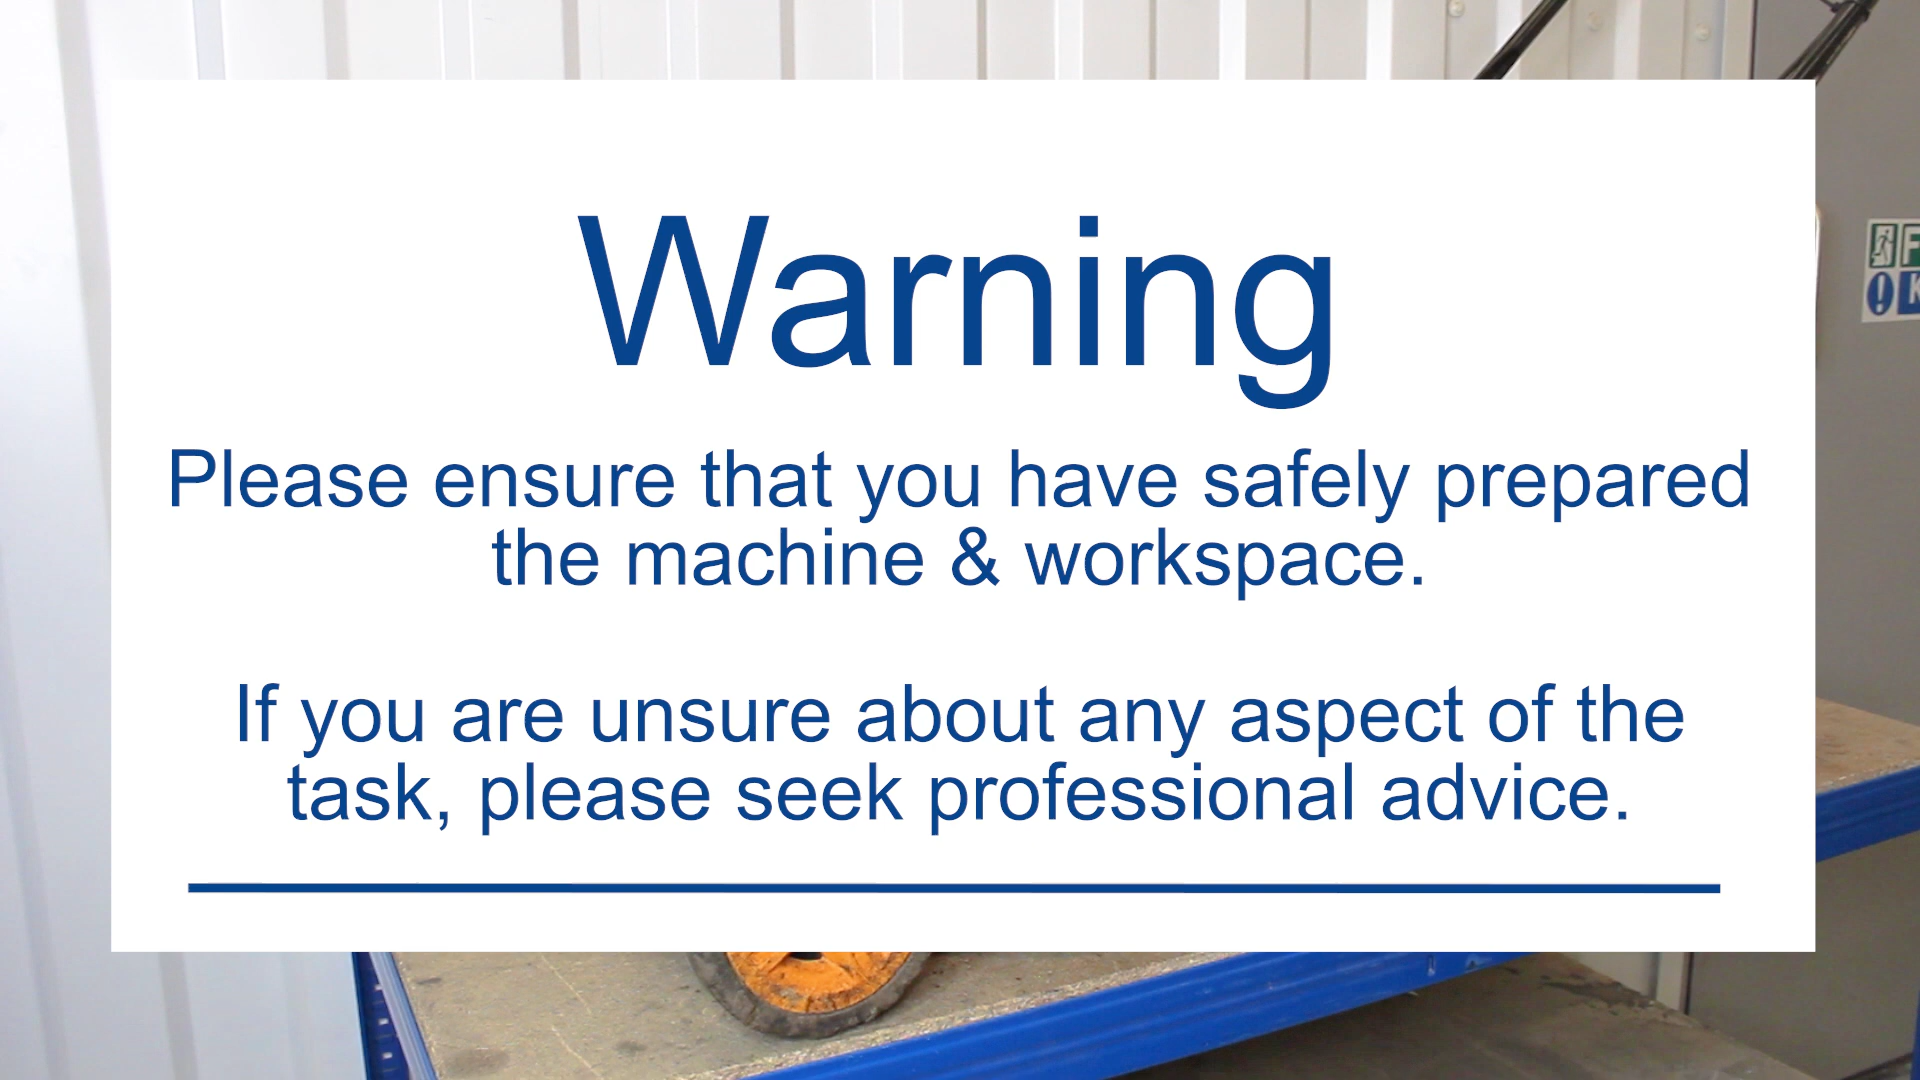 Warning
Please ensure that you have safely prepared
the machine & workspace.
If you are unsure about any aspect of the
task, please seek professional advice.